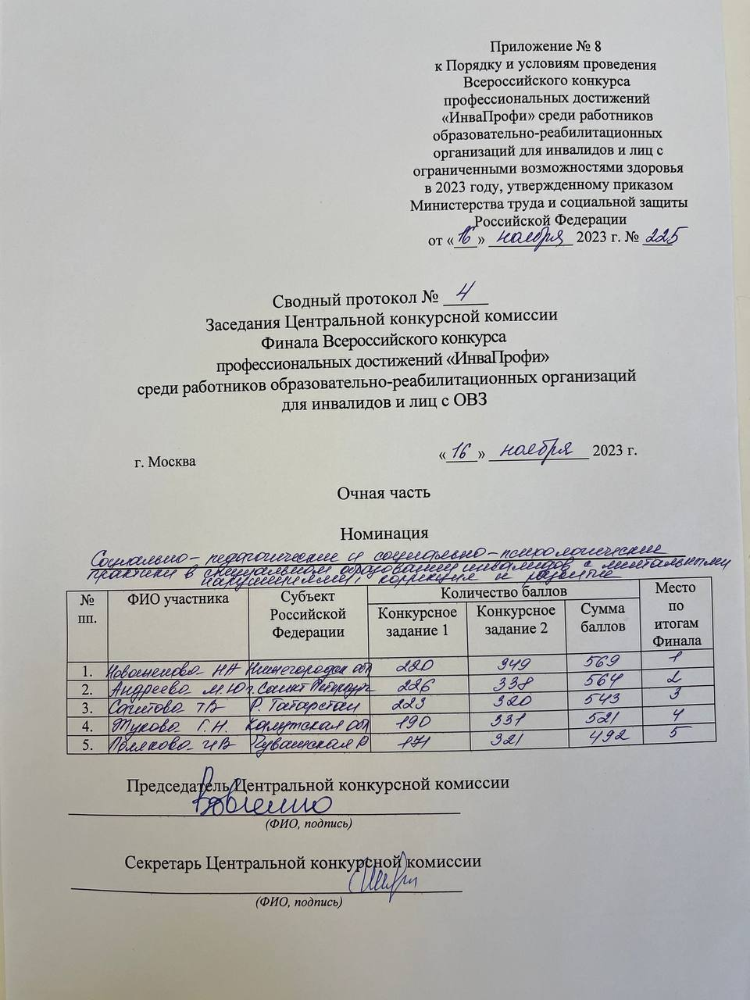 Приложение № 8
к Порядку и условиям проведения
Всероссийского конкурса
профессиональных достижений
«ИнваПрофи» среди работников
образовательно-реабилитационных
организаций для инвалидов и лиц с
ограниченными возможностями здоровья
в 2023 году, утвержденному приказом
Министерства труда и социальной защиты
Российской Федерации
от «16» ноября 2023 г. № 225
Сводный протокол № 4
Заседания Центральной конкурсной комиссии
Финала Всероссийского конкурса
профессиональных достижений «ИнваПрофи»
среди работников образовательно-реабилитационных организаций
для инвалидов и лиц с ОВЗ
г. Москва «16» ноября 2023 г.
Очная часть
Номинация
Социально-педагогические и социально-психологические
практики в специальном образовании инвалидов с ментальными
нарушениями, коррекция и развитие
№ пп. ФИО участника Субъект Российской Федерации Количество баллов Место по итогам Финала
Конкурсное задание 1 Конкурсное задание 2 Сумма баллов
1. Н.А Нижегородск обл 220 349 569 1
2. Андреева М.Ю г. Санкт Петербург 226 338 564 2
3. Сагитова Т.В Р. Татарстан 223 320 543 3
4. Жукова Г.Н. Калужская обл 190 331 521 4
5. Полякова И.В Чувашская Р 171 321 492 5
Председатель Центральной конкурсной комиссии
(ФИО, подпись)
Секретарь Центральной конкурсной комиссии
(ФИО, подпись)